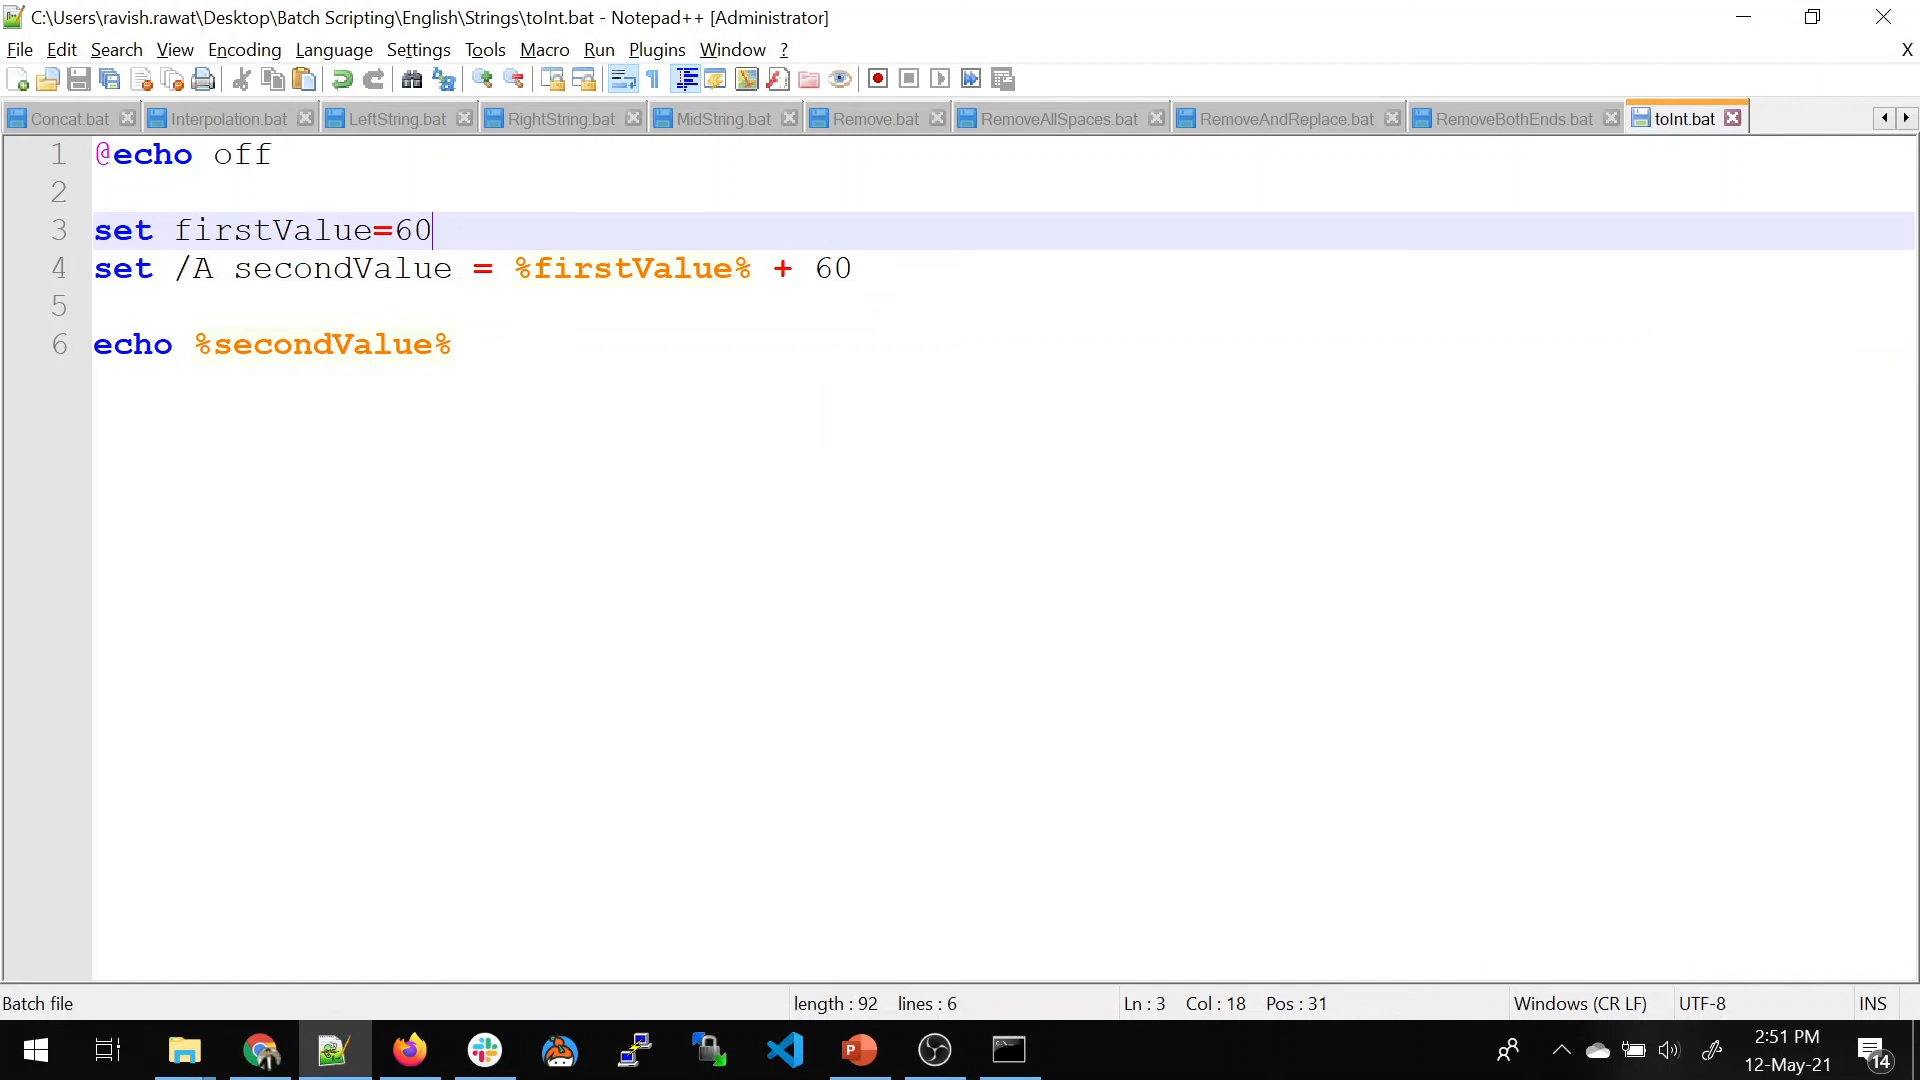 C:\Users\ravish.rawat\Desktop\Batch Scripting\English\Strings\toInt.bat - Notepad++ [Administrator]
File Edit Search View Encoding Language Settings Tools Macro Run Plugins Window ? X
Concat.bat Interpolation.bat LeftString.bat RightString.bat MidString.bat Remove.bat RemoveAllSpaces.bat RemoveAndReplace.bat RemoveBothEnds.bat toInt.bat
1 @echo off
2
3 set firstValue=60
4 set /A secondValue = %firstValue% + 60
5
6 echo %secondValue%
Batch file length : 92 lines : 6 Ln : 3 Col : 18 Pos : 31 Windows (CR LF) UTF-8 INS
2:51 PM
12-May-21
14